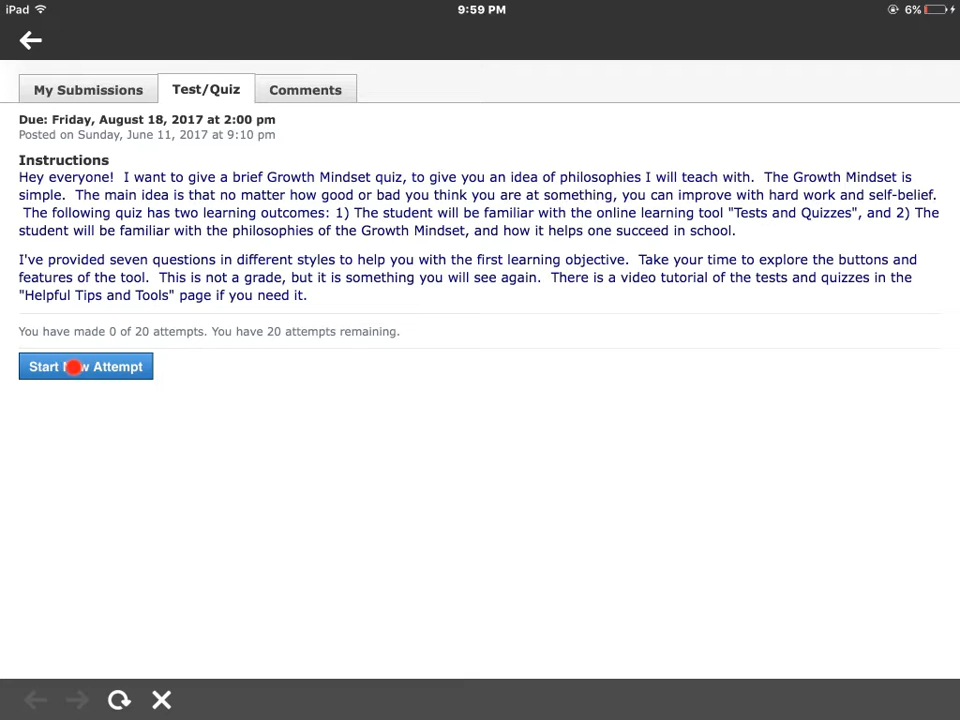 iPad 9:59 PM 6%
My Submissions Test/Quiz Comments
Due: Friday, August 18, 2017 at 2:00 pm
Posted on Sunday, June 11, 2017 at 9:10 pm
Instructions
Hey everyone!  I want to give a brief Growth Mindset quiz, to give you an idea of philosophies I will teach with.  The Growth Mindset is
simple.  The main idea is that no matter how good or bad you think you are at something, you can improve with hard work and self-belief.
The following quiz has two learning outcomes: 1) The student will be familiar with the online learning tool "Tests and Quizzes", and 2) The
student will be familiar with the philosophies of the Growth Mindset, and how it helps one succeed in school.
I've provided seven questions in different styles to help you with the first learning objective.  Take your time to explore the buttons and
features of the tool.  This is not a grade, but it is something you will see again.  There is a video tutorial of the tests and quizzes in the
"Helpful Tips and Tools" page if you need it.
You have made 0 of 20 attempts. You have 20 attempts remaining.
Start Attempt